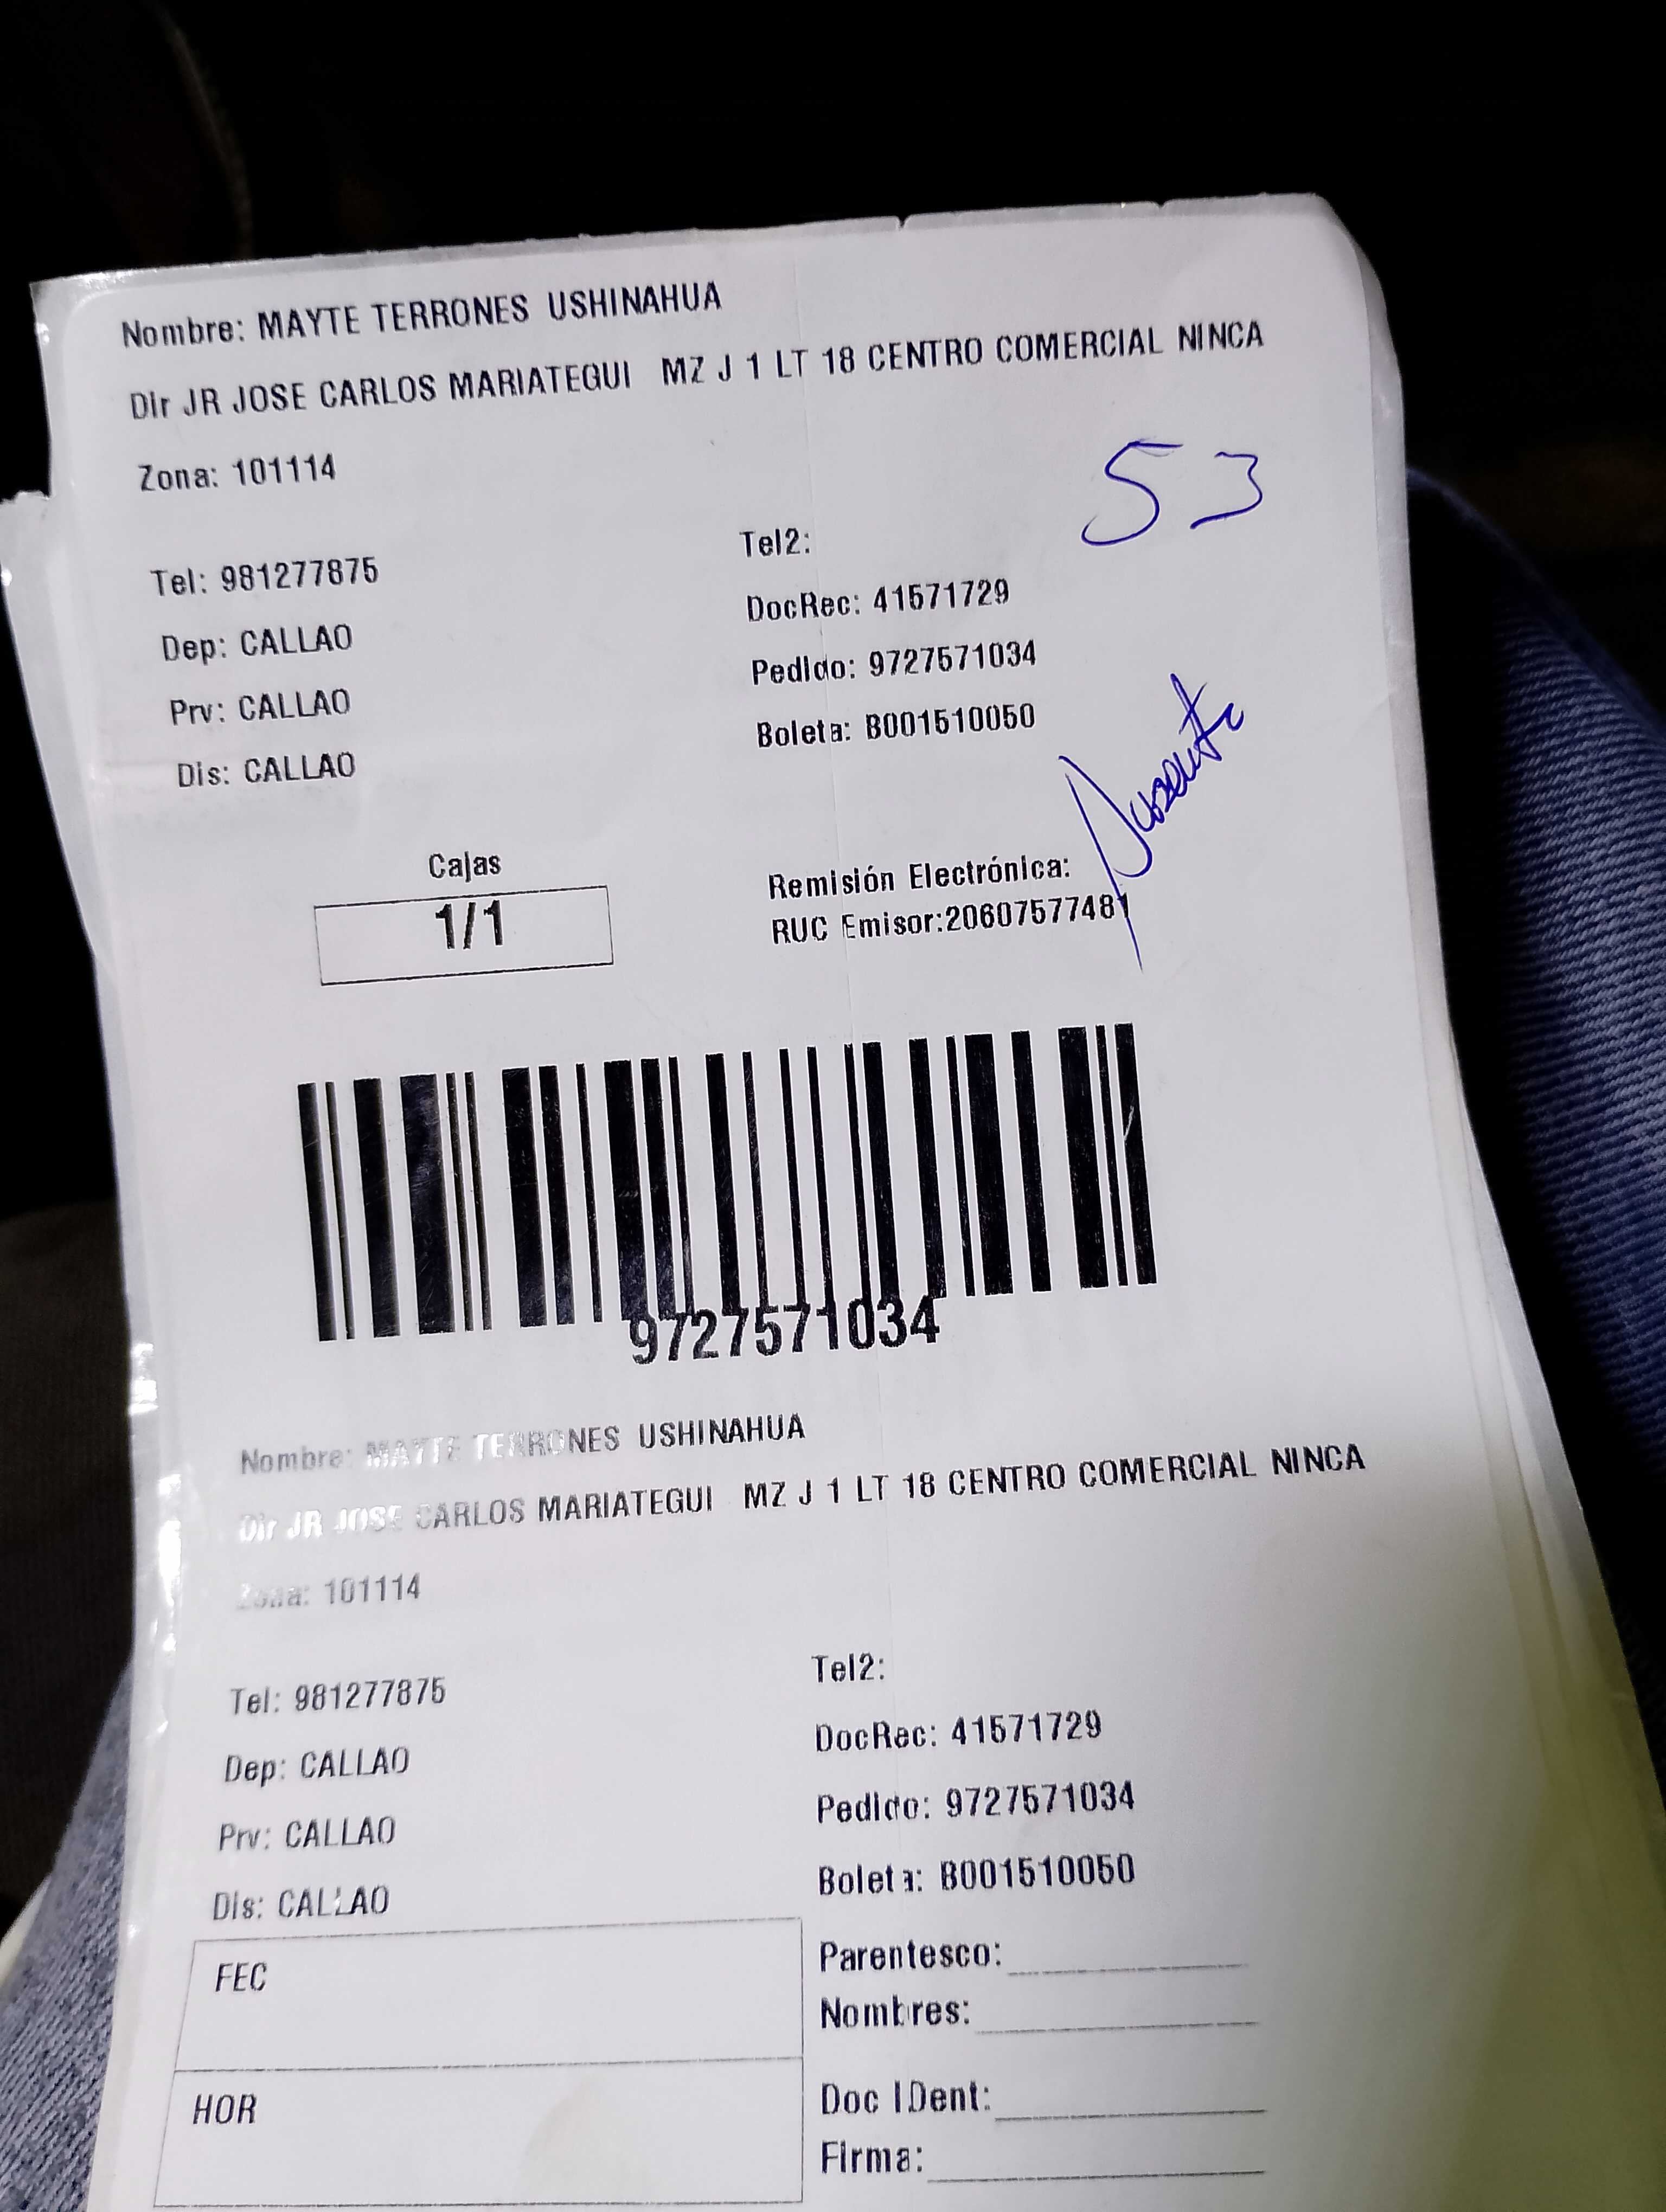 Nombre: MAYTE TERRONES USHINAHUA
Dir JR JOSE CARLOS MARIATEGUI MZ J 1 LT 18 CENTRO COMERCIAL NINCA
Zona: 101114
53
Tel: 981277875
Tel2:
Dep: CALLAO
DocRec: 41571729
Prv: CALLAO
Pedido: 9727571034
Dis: CALLAO
Boleta: B001510050
Ausente
Cajas
1/1
Remisión Electrónica:
RUC Emisor:20607577481
9727571034
Nombre: MAYTE TERRONES USHINAHUA
Dir JR JOSE CARLOS MARIATEGUI MZ J 1 LT 18 CENTRO COMERCIAL NINCA
Zona: 101114
Tel: 981277875
Tel2:
Dep: CALLAO
DocRec: 41571729
Prv: CALLAO
Pedido: 9727571034
Dis: CALLAO
Boleta: B001510050
FEC
Parentesco:
Nombres:
HOR
Doc IDent:
Firma: